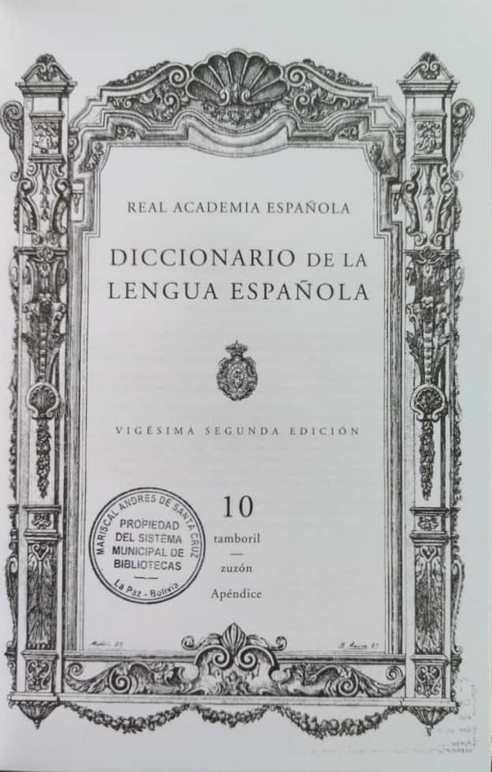 REAL ACADEMIA ESPAÑOLA
DICCIONARIO DE LA
LENGUA ESPAÑOLA
VIGÉSIMA SEGUNDA EDICIÓN
10
tamboril
—
zuzón
Apéndice
MARISCAL ANDRES DE SANTA CRUZ
PROPIEDAD
DEL SISTEMA
MUNICIPAL DE
BIBLIOTECAS
La Paz - Bolivia